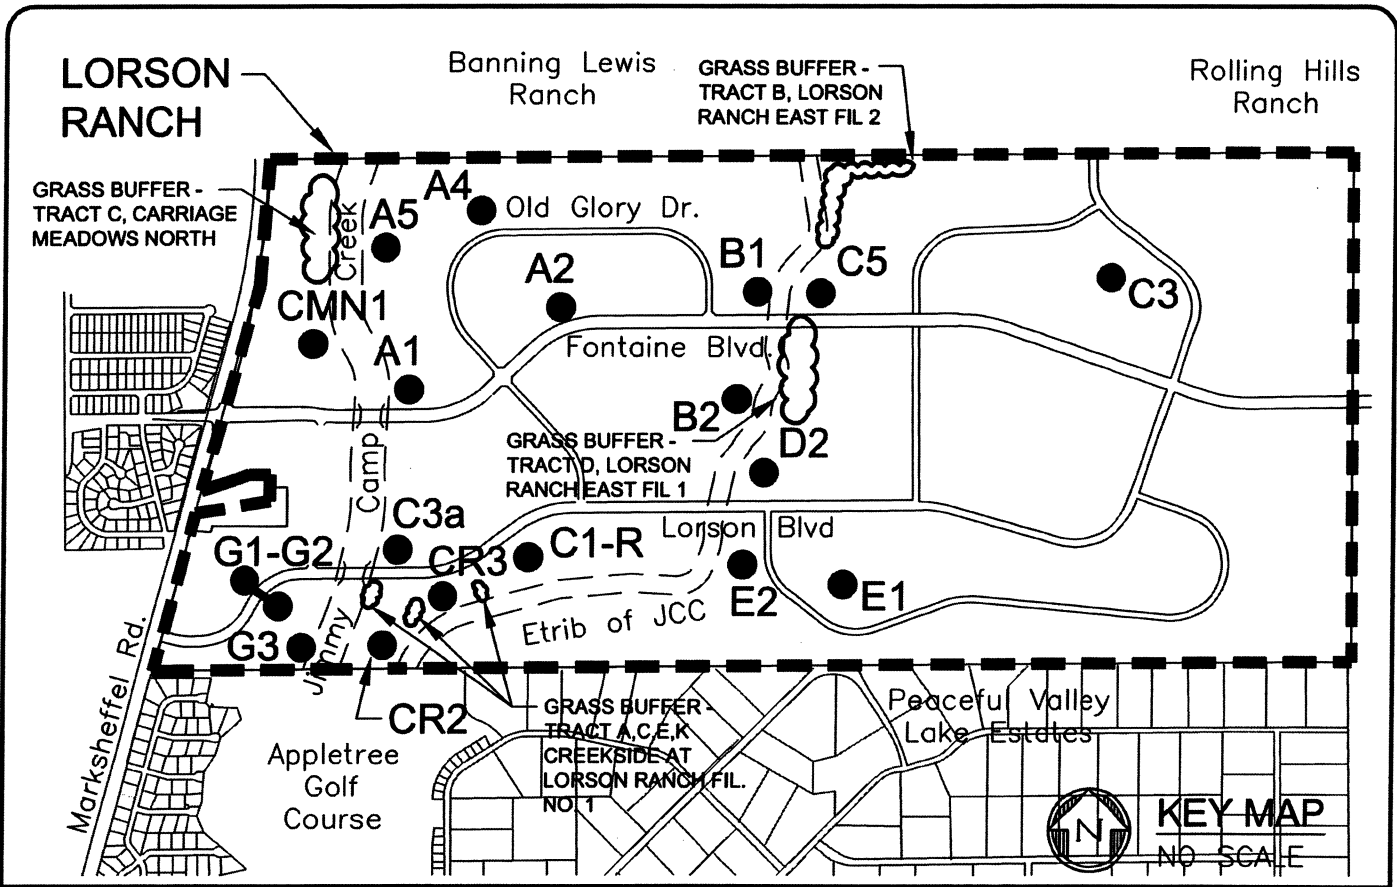 LORSON
RANCH
Banning Lewis
Ranch
GRASS BUFFER -
TRACT B, LORSON
RANCH EAST FIL 2
Rolling Hills
Ranch
GRASS BUFFER -
TRACT C, CARRIAGE
MEADOWS NORTH
A4
Old Glory Dr.
A5
Creek
A2
B1
C5
C3
CMN1
A1
Fontaine Blvd.
B2
GRASS BUFFER -
TRACT D, LORSON
RANCH EAST FIL 1
D2
Camp
C3a
Lorson Blvd
G1-G2
CR3
C1-R
E2
E1
Etrib of JCC
G3
Jimmy
Marksheffel Rd.
CR2
GRASS BUFFER -
TRACT A,C,E,K
CREEKSIDE AT
LORSON RANCH FIL.
NO. 1
Appletree
Golf
Course
Peaceful Valley
Lake Estates
N
KEY MAP
NO SCALE